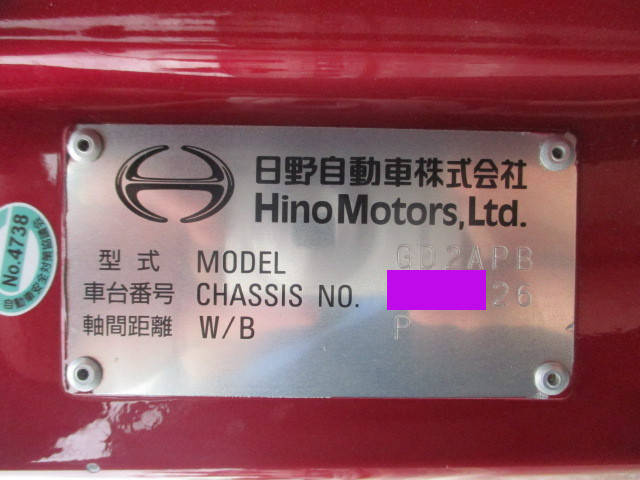 日野自動車株式会社
Hino Motors, Ltd.
型式 MODEL GD2APB
車台番号 CHASSIS NO. 26
軸間距離 W/B P
No.4738